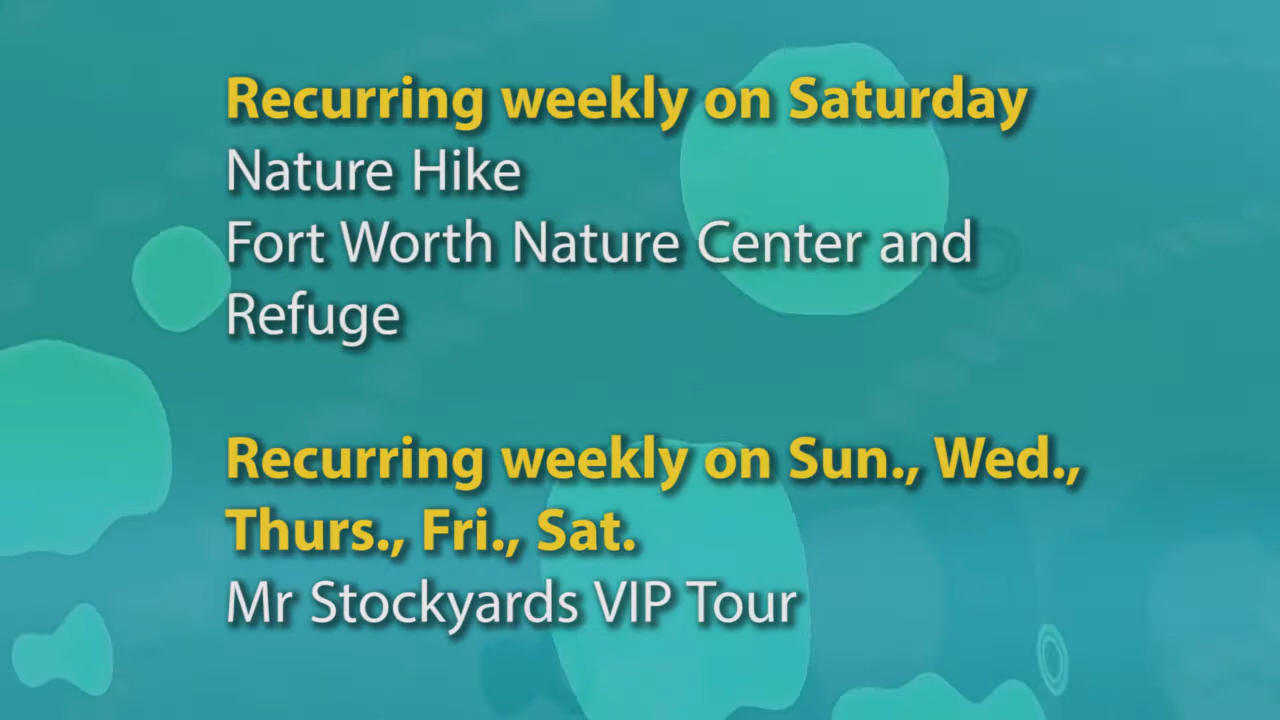 Recurring weekly on Saturday
Nature Hike
Fort Worth Nature Center and
Refuge
Recurring weekly on Sun., Wed.,
Thurs., Fri., Sat.
Mr Stockyards VIP Tour